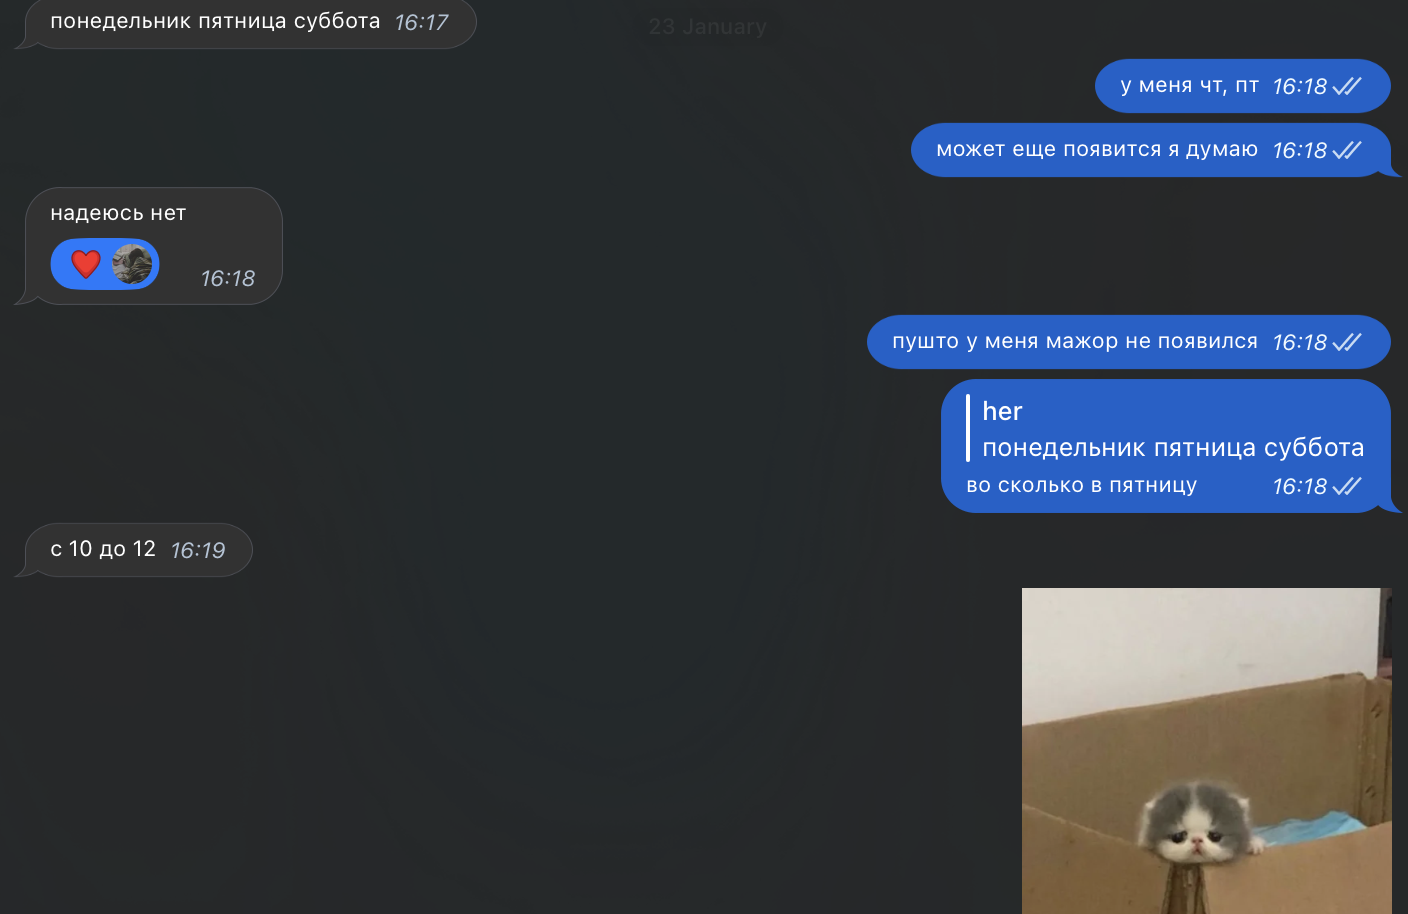 понедельник пятница суббота 16:17
23 January
у меня чт, пт 16:18
может еще появится я думаю 16:18
надеюсь нет
16:18
пушто у меня мажор не появился 16:18
her
понедельник пятница суббота
во сколько в пятницу 16:18
с 10 до 12 16:19